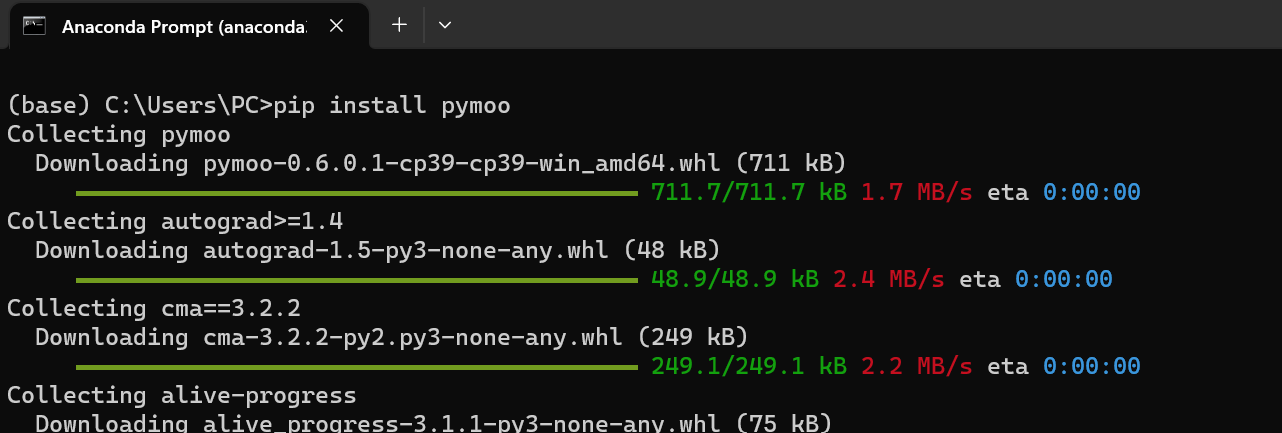 Anaconda Prompt (anaconda
(base) C:\Users\PC>pip install pymoo
Collecting pymoo
Downloading pymoo-0.6.0.1-cp39-cp39-win_amd64.whl (711 kB)
711.7/711.7 kB 1.7 MB/s eta 0:00:00
Collecting autograd>=1.4
Downloading autograd-1.5-py3-none-any.whl (48 kB)
48.9/48.9 kB 2.4 MB/s eta 0:00:00
Collecting cma==3.2.2
Downloading cma-3.2.2-py2.py3-none-any.whl (249 kB)
249.1/249.1 kB 2.2 MB/s eta 0:00:00
Collecting alive-progress
Downloading alive_progress-3.1.1-py3-none-any.whl (75 kB)